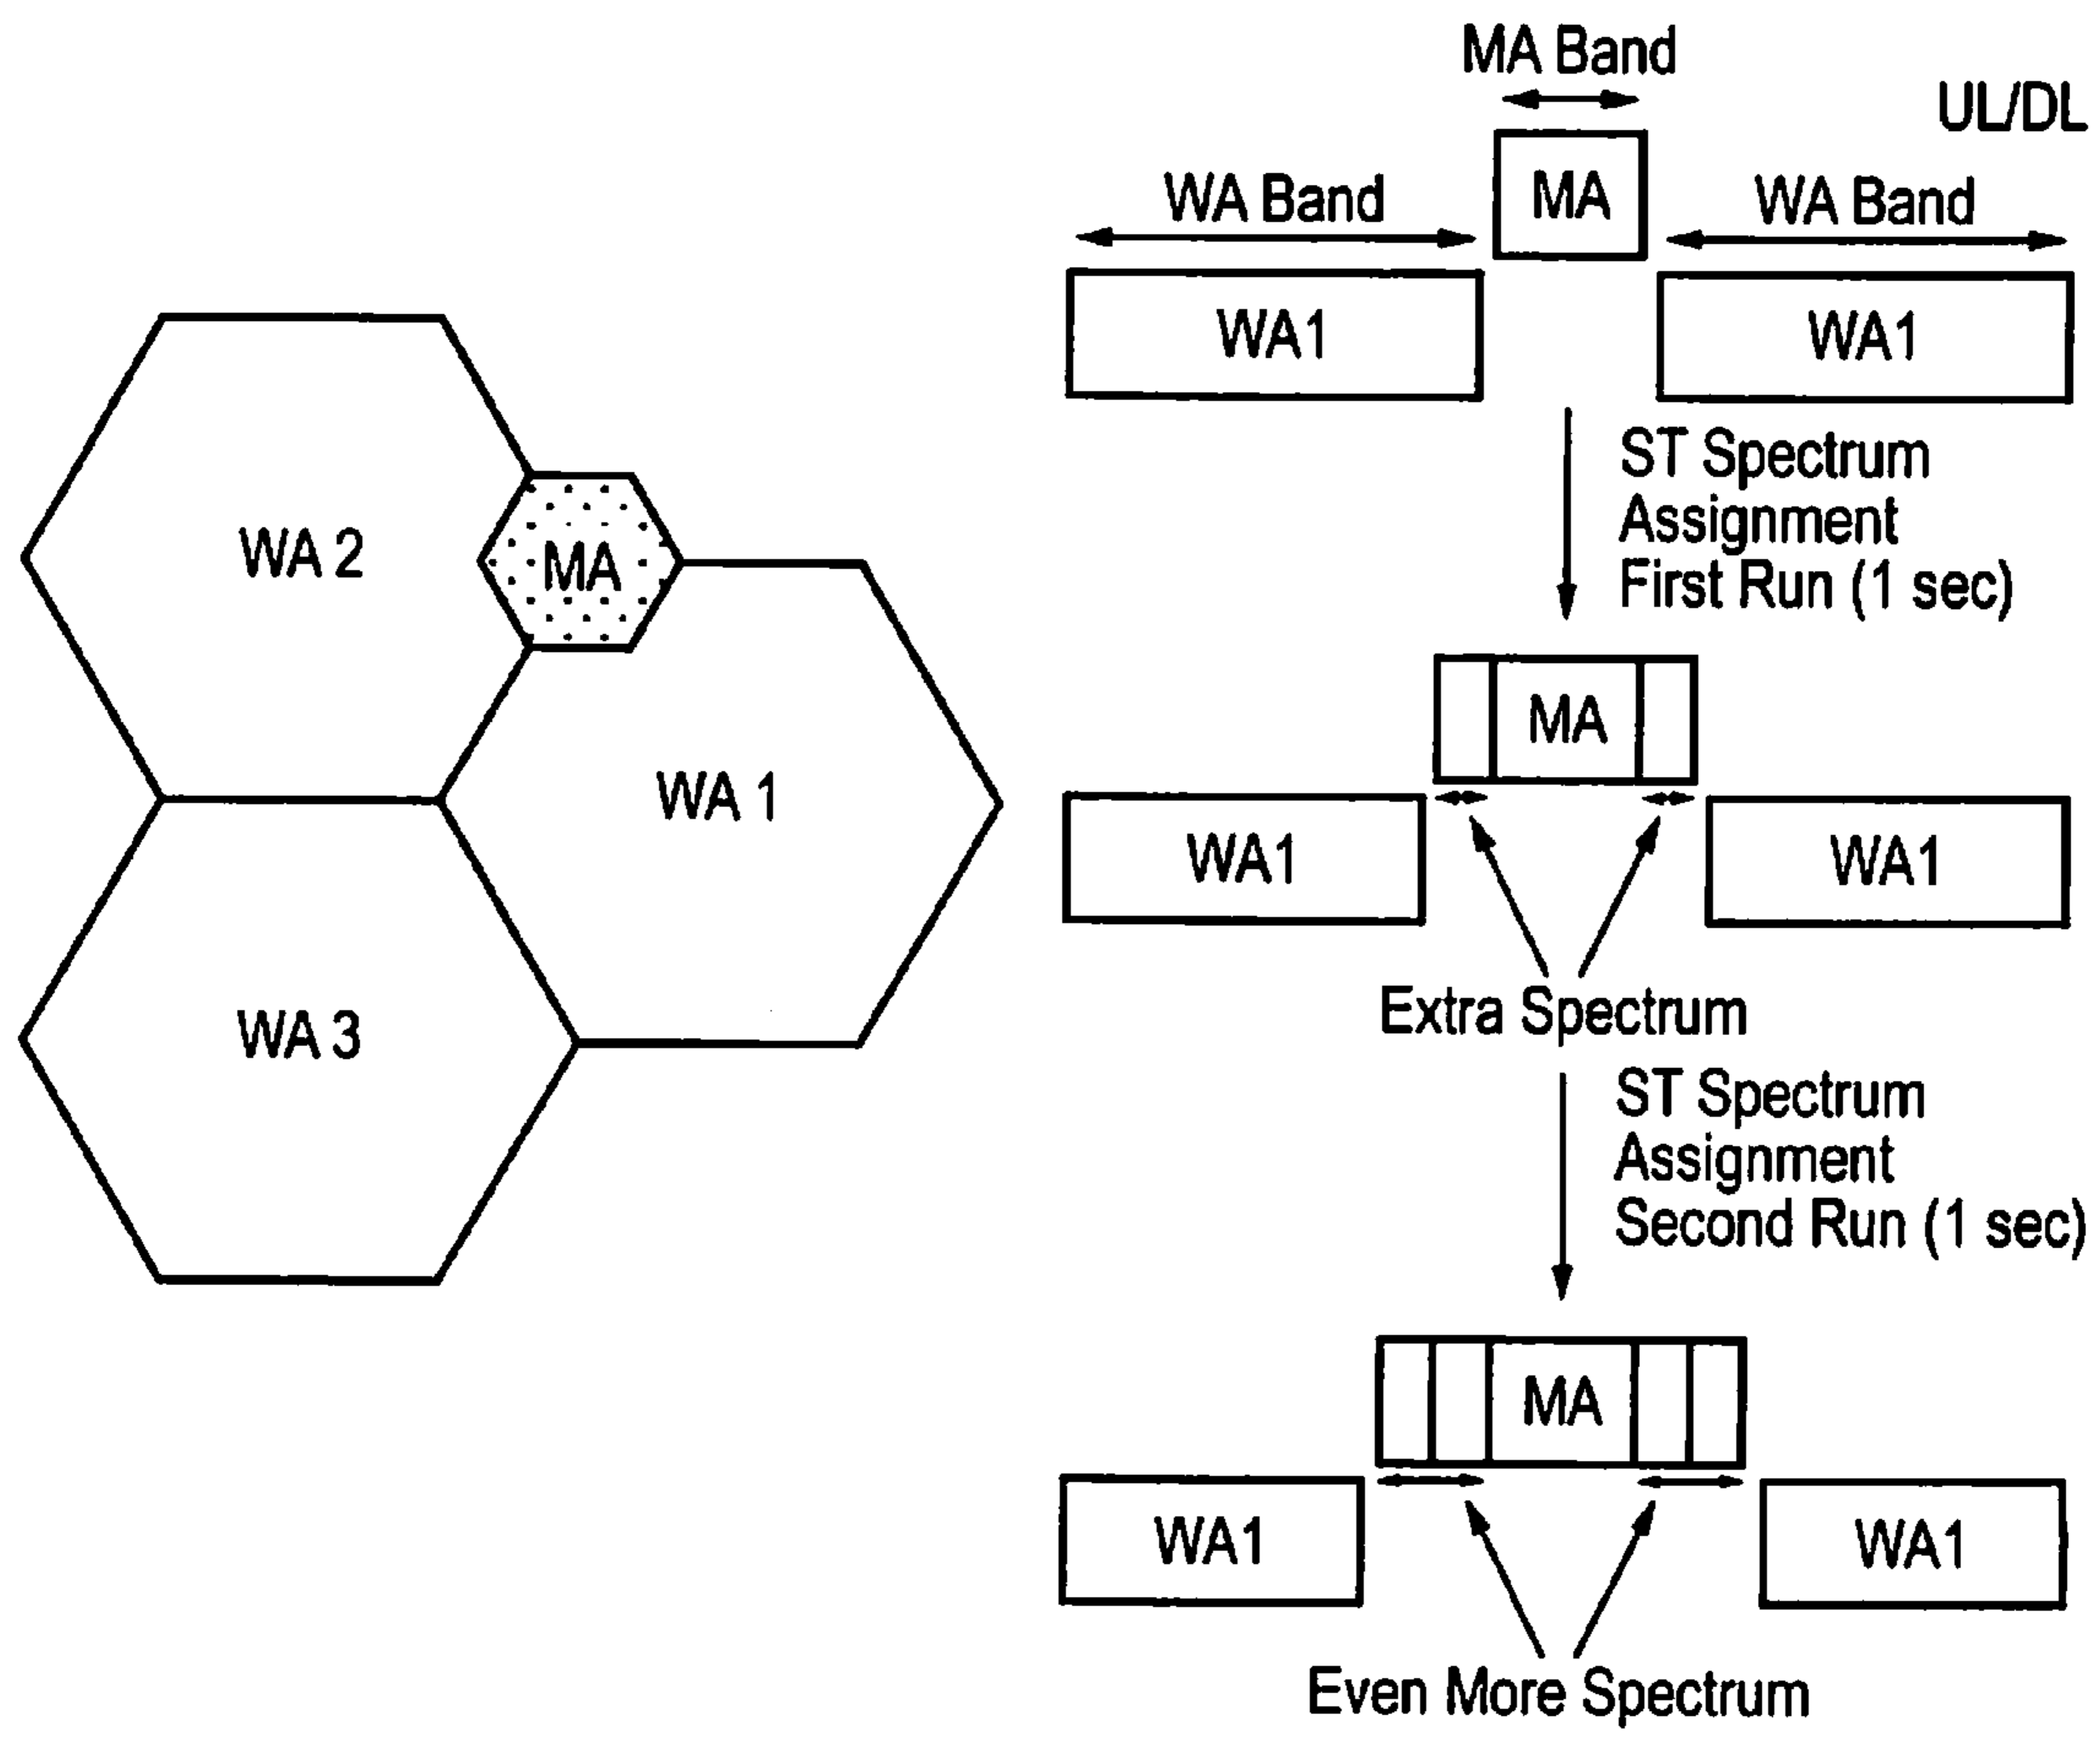 MA Band
UL/DL
MA
WA Band
WA Band
WA1
WA1
ST Spectrum
Assignment
First Run (1 sec)
WA 2
MA
WA 1
WA 3
MA
WA1
WA1
Extra Spectrum
ST Spectrum
Assignment
Second Run (1 sec)
MA
WA1
WA1
Even More Spectrum